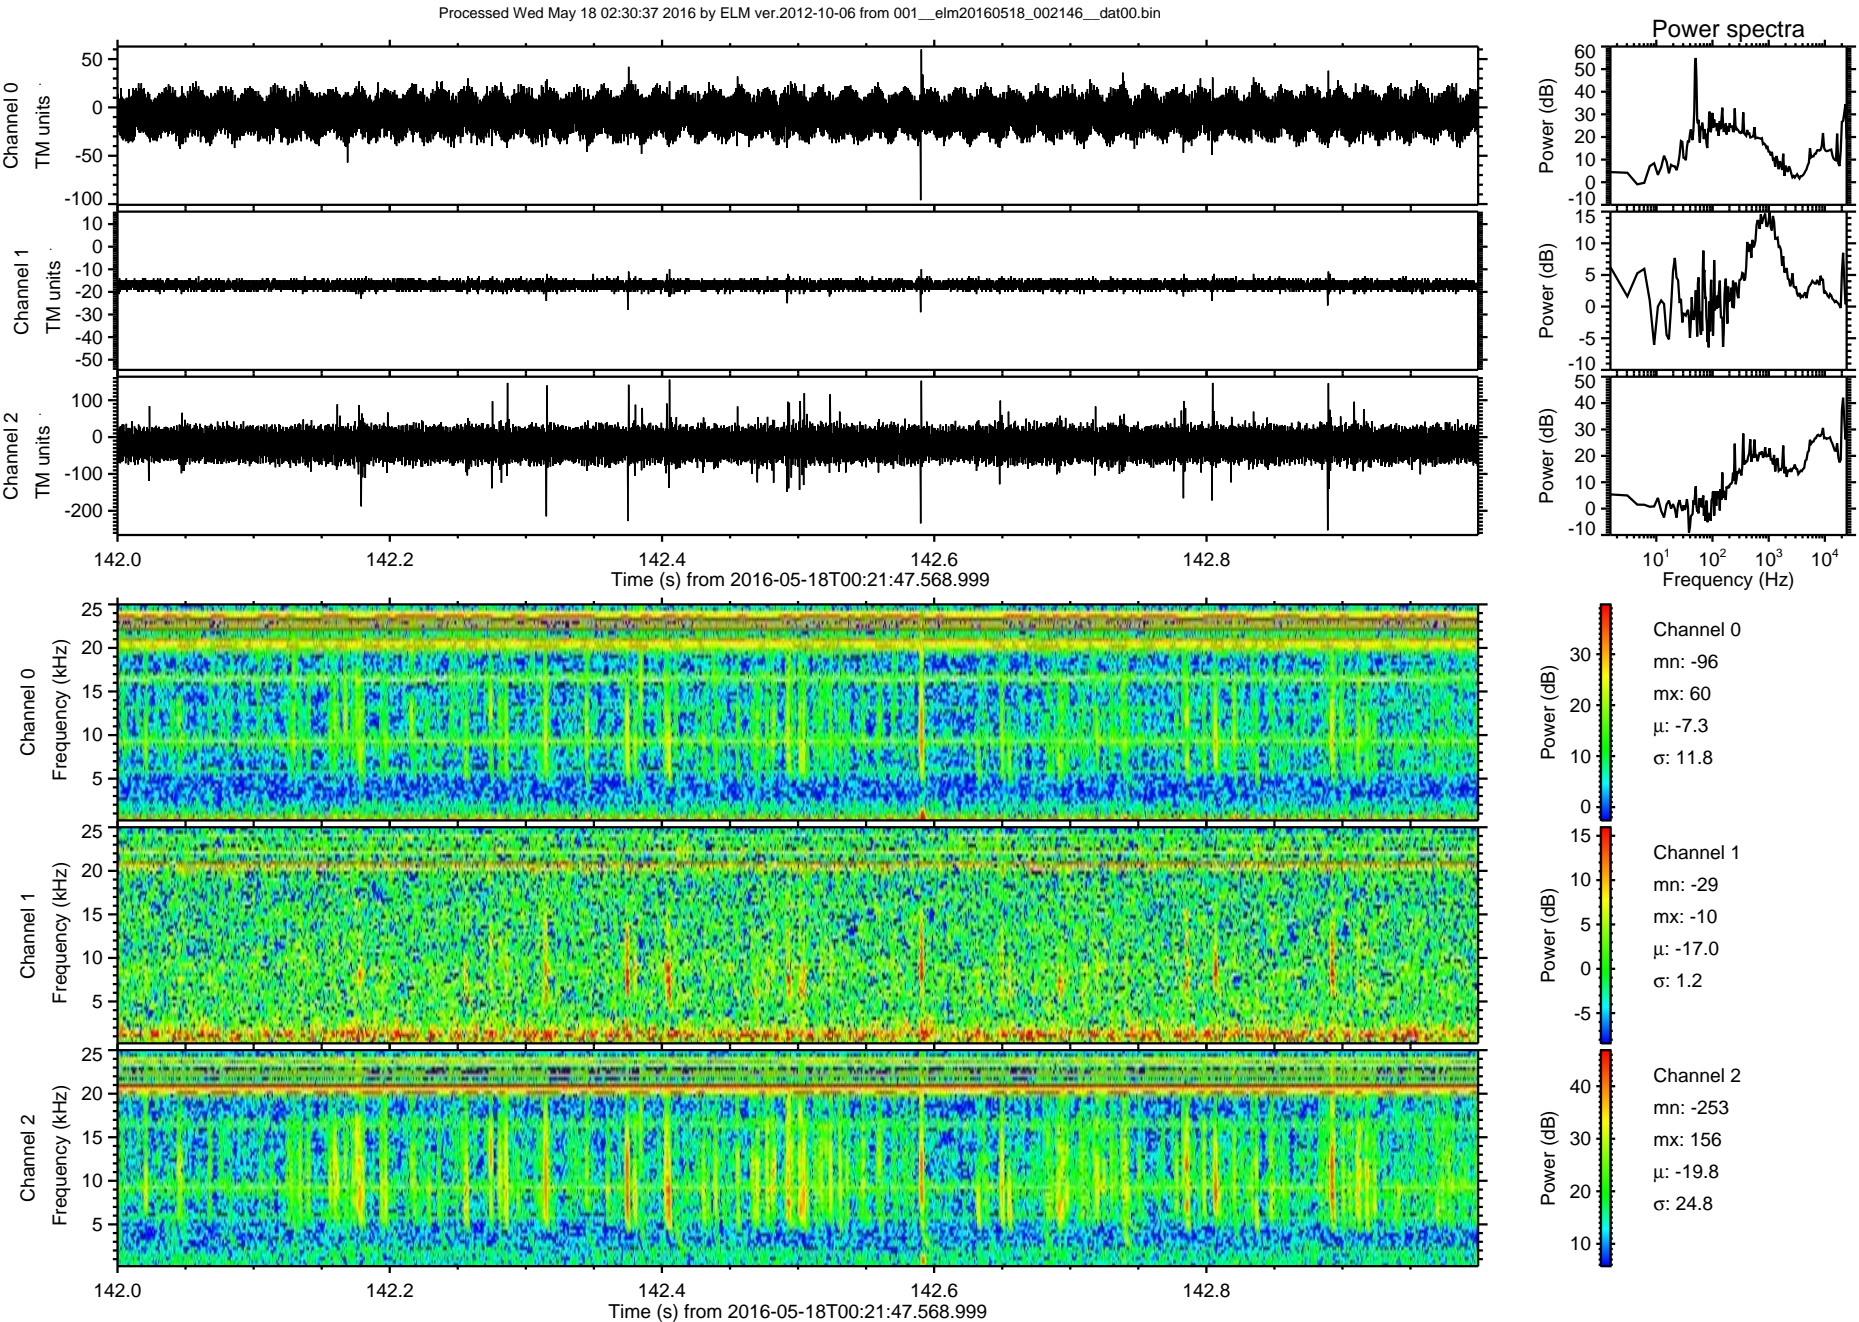 Processed Wed May 18 02:30:37 2016 by ELM ver.2012-10-06 from 001__elm20160518_002146__dat00.bin
Power spectra
Channel 0
TM units
50
0
-50
-100
Power (dB)
60
50
40
30
20
10
0
-10
Channel 1
TM units
10
0
-10
-20
-30
-40
-50
Power (dB)
15
10
5
0
-5
-10
Channel 2
TM units
100
0
-100
-200
Power (dB)
50
40
30
20
10
0
-10
142.0 142.2 142.4 142.6 142.8
Time (s) from 2016-05-18T00:21:47.568.999
10¹ 10² 10³ 10⁴
Frequency (Hz)
Channel 0
Frequency (kHz)
25
20
15
10
5
Power (dB)
30
20
10
0
Channel 0
mn: -96
mx: 60
μ: -7.3
σ: 11.8
Channel 1
Frequency (kHz)
25
20
15
10
5
Power (dB)
15
10
5
0
-5
Channel 1
mn: -29
mx: -10
μ: -17.0
σ: 1.2
Channel 2
Frequency (kHz)
25
20
15
10
5
Power (dB)
40
30
20
10
Channel 2
mn: -253
mx: 156
μ: -19.8
σ: 24.8
142.0 142.2 142.4 142.6 142.8
Time (s) from 2016-05-18T00:21:47.568.999